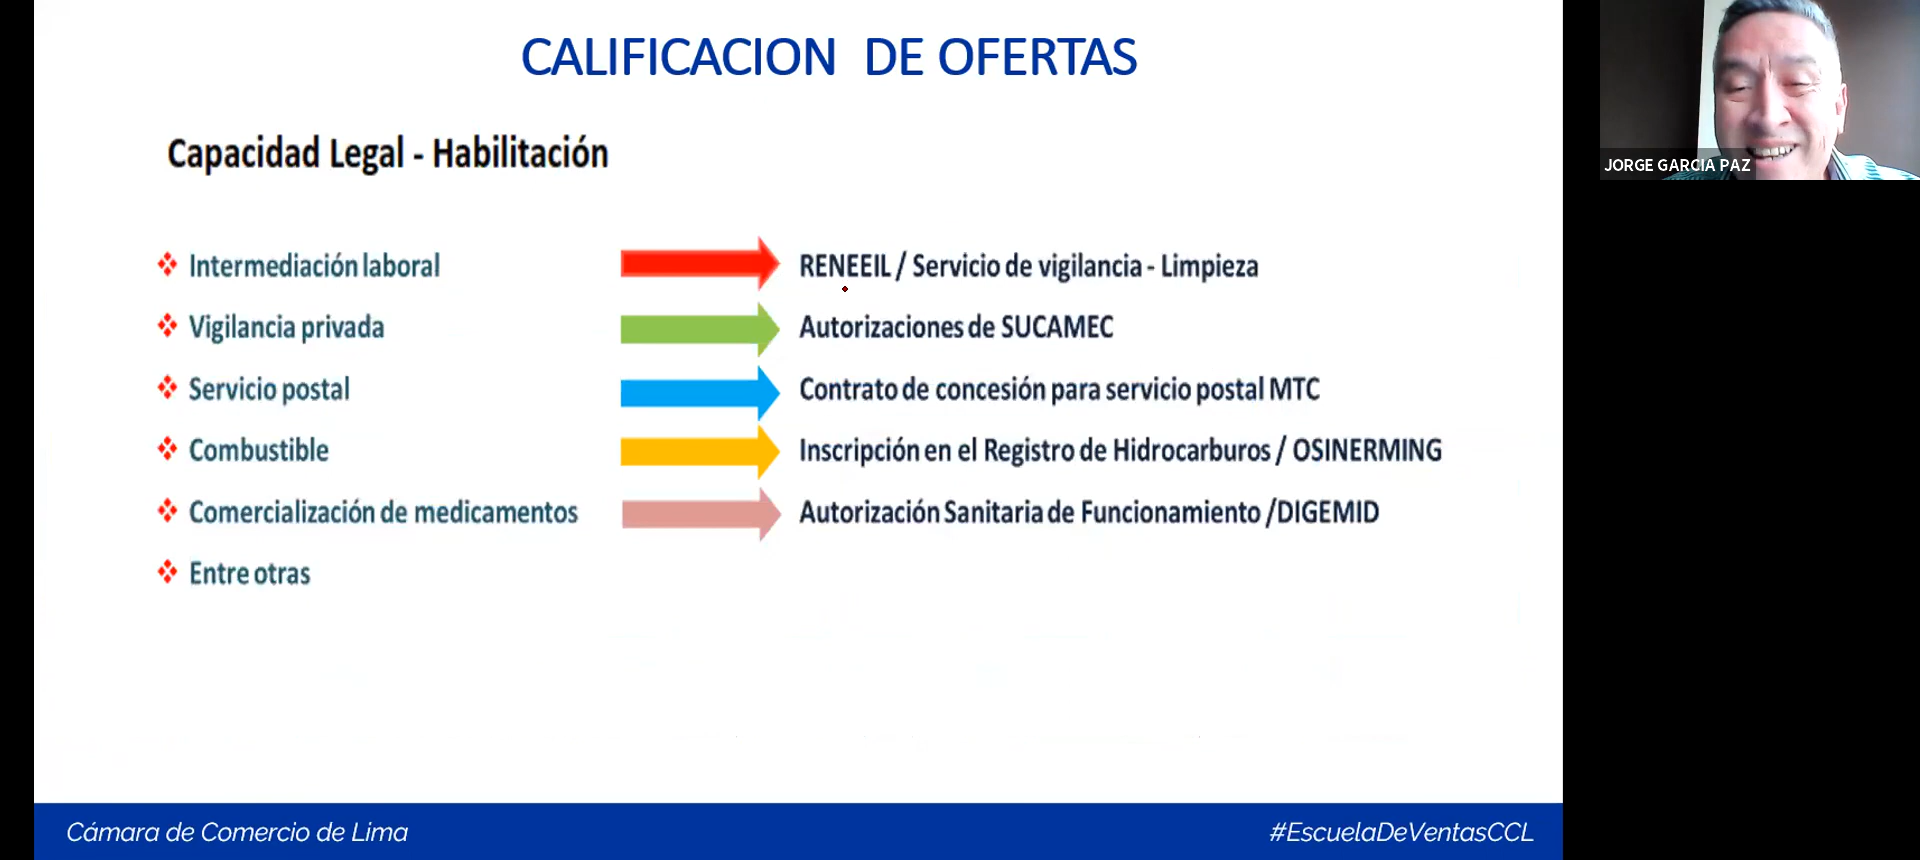 CALIFICACION DE OFERTAS
Capacidad Legal - Habilitación
Intermediación laboral
RENEEIL / Servicio de vigilancia - Limpieza
Vigilancia privada
Autorizaciones de SUCAMEC
Servicio postal
Contrato de concesión para servicio postal MTC
Combustible
Inscripción en el Registro de Hidrocarburos / OSINERMING
Comercialización de medicamentos
Autorización Sanitaria de Funcionamiento /DIGEMID
Entre otras
Cámara de Comercio de Lima
#EscuelaDeVentasCCL
JORGE GARCIA PAZ